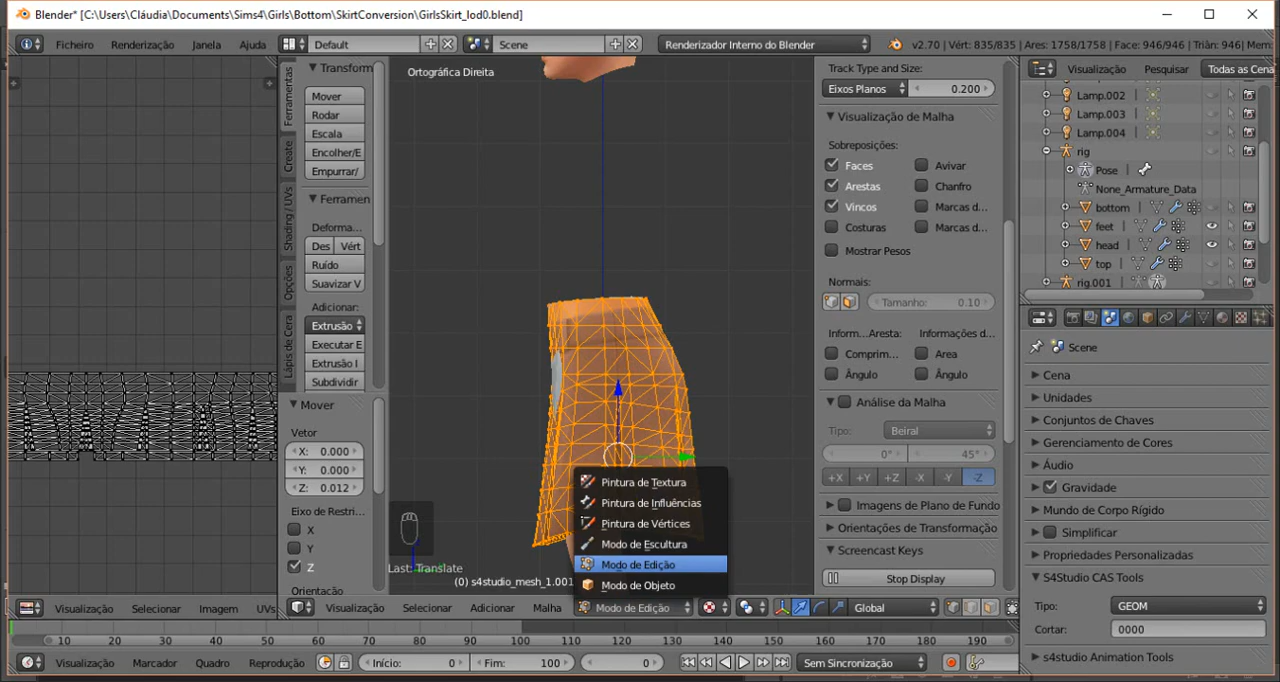 Blender* [C:\Users\Cláudia\Documents\Sims4\Girls\Bottom\SkirtConversion\GirlsSkirt_lod0.blend]
Ficheiro Renderização Janela Ajuda Default Scene Renderizador Interno do Blender v2.70 | Vért: 835/835 | Ares: 1758/1758 | Face: 946/946 | Triân: 946 | Mem:
Ferramentas
Create
Shading / UVs
Opções
Lápis de Cera
Transform
Mover
Rodar
Escala
Encolher/E
Empurrar/
Ferramen
Deforma...
Des Vért
Ruído
Suavizar V
Adicionar:
Extrusão
Executar E
Extrusão I
Subdividir
Mover
Vetor
X: 0.000
Y: 0.000
Z: 0.012
Eixo de Restri...
X
Y
Z
Orientação
Ortográfica Direita
Last: Translate
(0) s4studio_mesh_1.001
Pintura de Textura
Pintura de Influências
Pintura de Vértices
Modo de Escultura
Modo de Edição
Modo de Objeto
Track Type and Size:
Eixos Planos 0.200
Visualização de Malha
Sobreposições:
Faces Avivar
Arestas Chanfro
Vincos Marcas d...
Costuras Marcas d...
Mostrar Pesos
Normais:
Tamanho: 0.10
Inform...Aresta: Informações d...
Comprim... Area
Ângulo Ângulo
Análise da Malha
Tipo: Beiral
0° 45°
+X +Y +Z -X -Y -Z
Imagens de Plano de Fundo
Orientações de Transformação
Screencast Keys
Stop Display
Visualização Pesquisar Todas as Cena
Lamp.002
Lamp.003
Lamp.004
rig
Pose
None_Armature_Data
bottom
feet
head
top
rig.001
Scene
Cena
Unidades
Conjuntos de Chaves
Gerenciamento de Cores
Áudio
Gravidade
Mundo de Corpo Rígido
Simplificar
Propriedades Personalizadas
S4Studio CAS Tools
Tipo: GEOM
Cortar: 0000
s4studio Animation Tools
Visualização Selecionar Imagem UVs
Visualização Selecionar Adicionar Malha Modo de Edição Global
10 20 30 40 50 60 70 80 90 100 110 120 130 140 150 160 170 180 190
Visualização Marcador Quadro Reprodução Início: 0 Fim: 100 0 Sem Sincronização